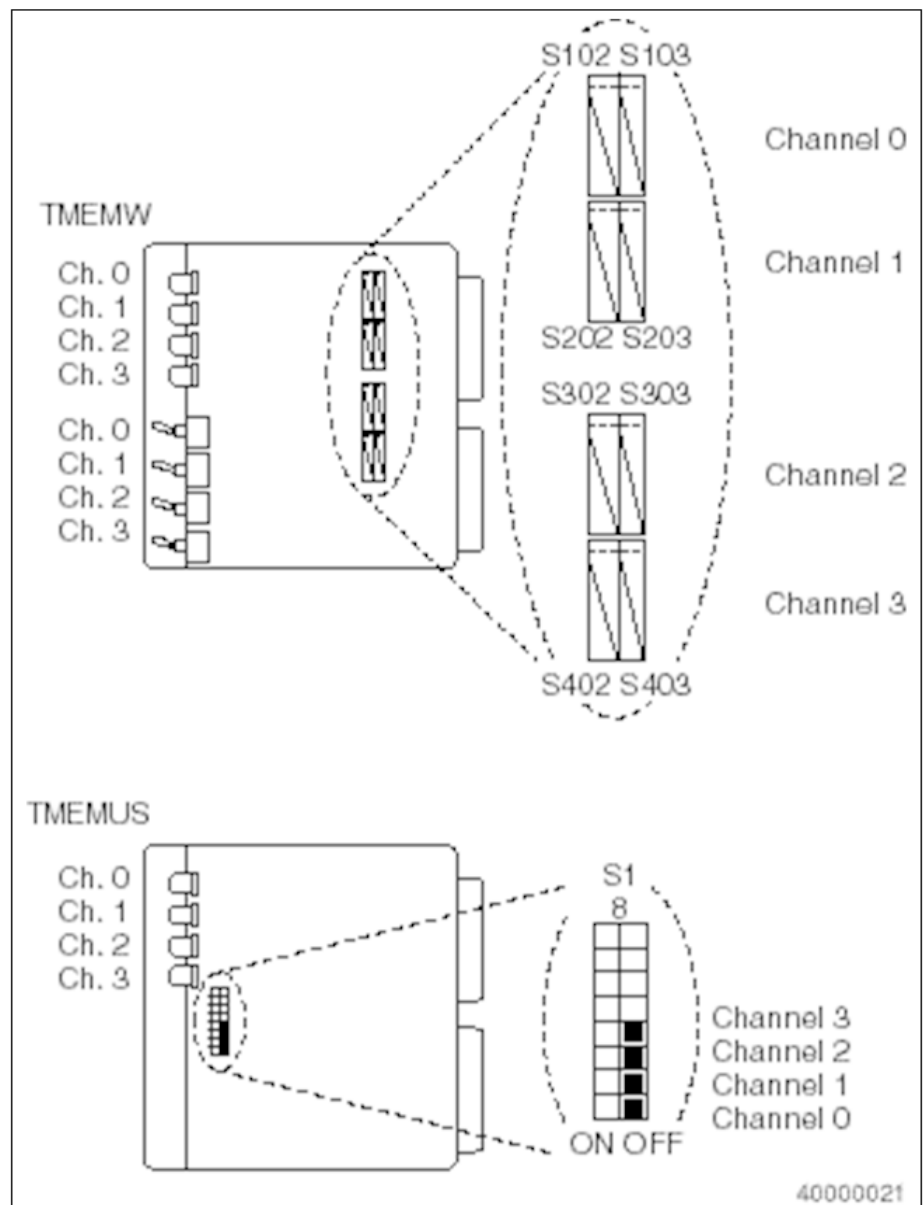 S102 S103
Channel 0
Channel 1
S202 S203
S302 S303
Channel 2
Channel 3
S402 S403
TMEMW
Ch. 0
Ch. 1
Ch. 2
Ch. 3
Ch. 0
Ch. 1
Ch. 2
Ch. 3
TMEMUS
Ch. 0
Ch. 1
Ch. 2
Ch. 3
S1
8
Channel 3
Channel 2
Channel 1
Channel 0
ON OFF
40000021